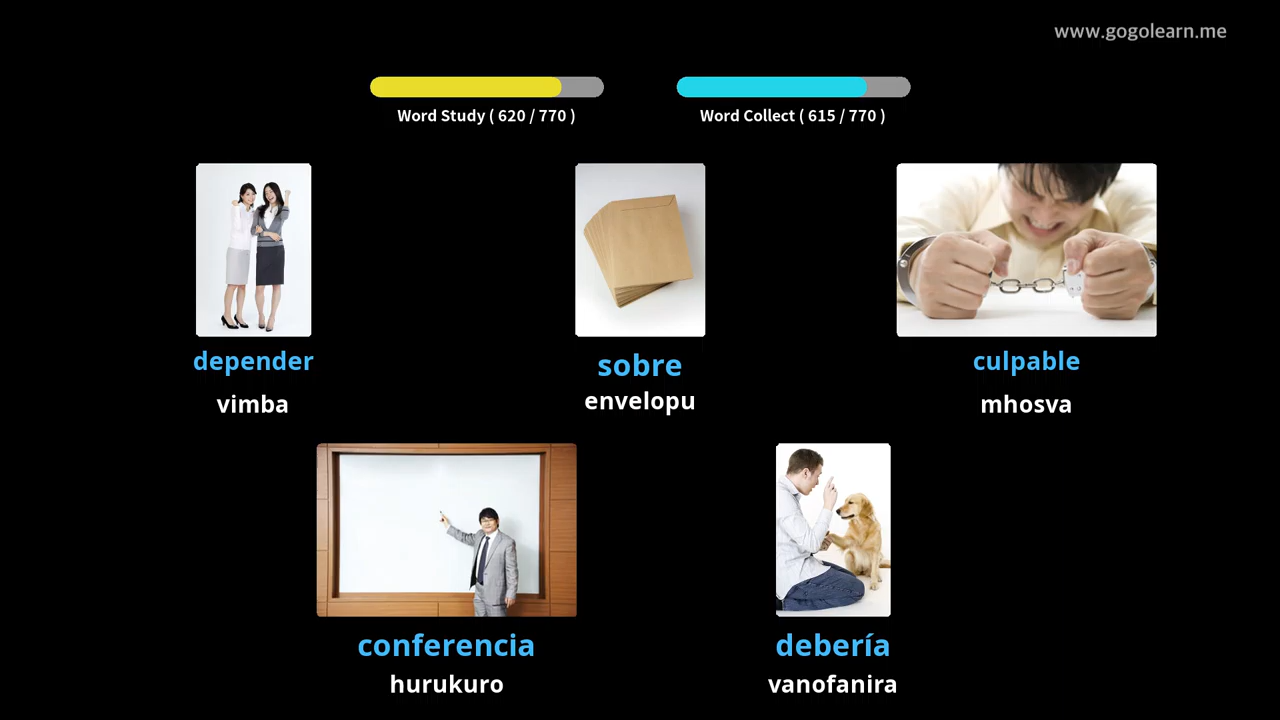 www.gogolearn.me
Word Study ( 620 / 770 )
Word Collect ( 615 / 770 )
depender
vimba
sobre
envelopu
culpable
mhosva
conferencia
hurukuro
debería
vanofanira